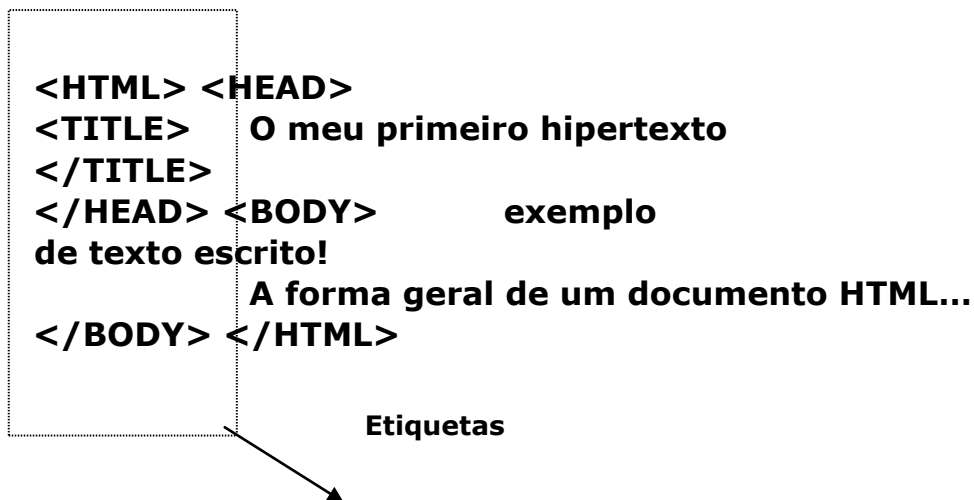 <HTML> <HEAD>
<TITLE> O meu primeiro hipertexto
</TITLE>
</HEAD> <BODY> exemplo
de texto escrito!
A forma geral de um documento HTML...
</BODY> </HTML>
Etiquetas